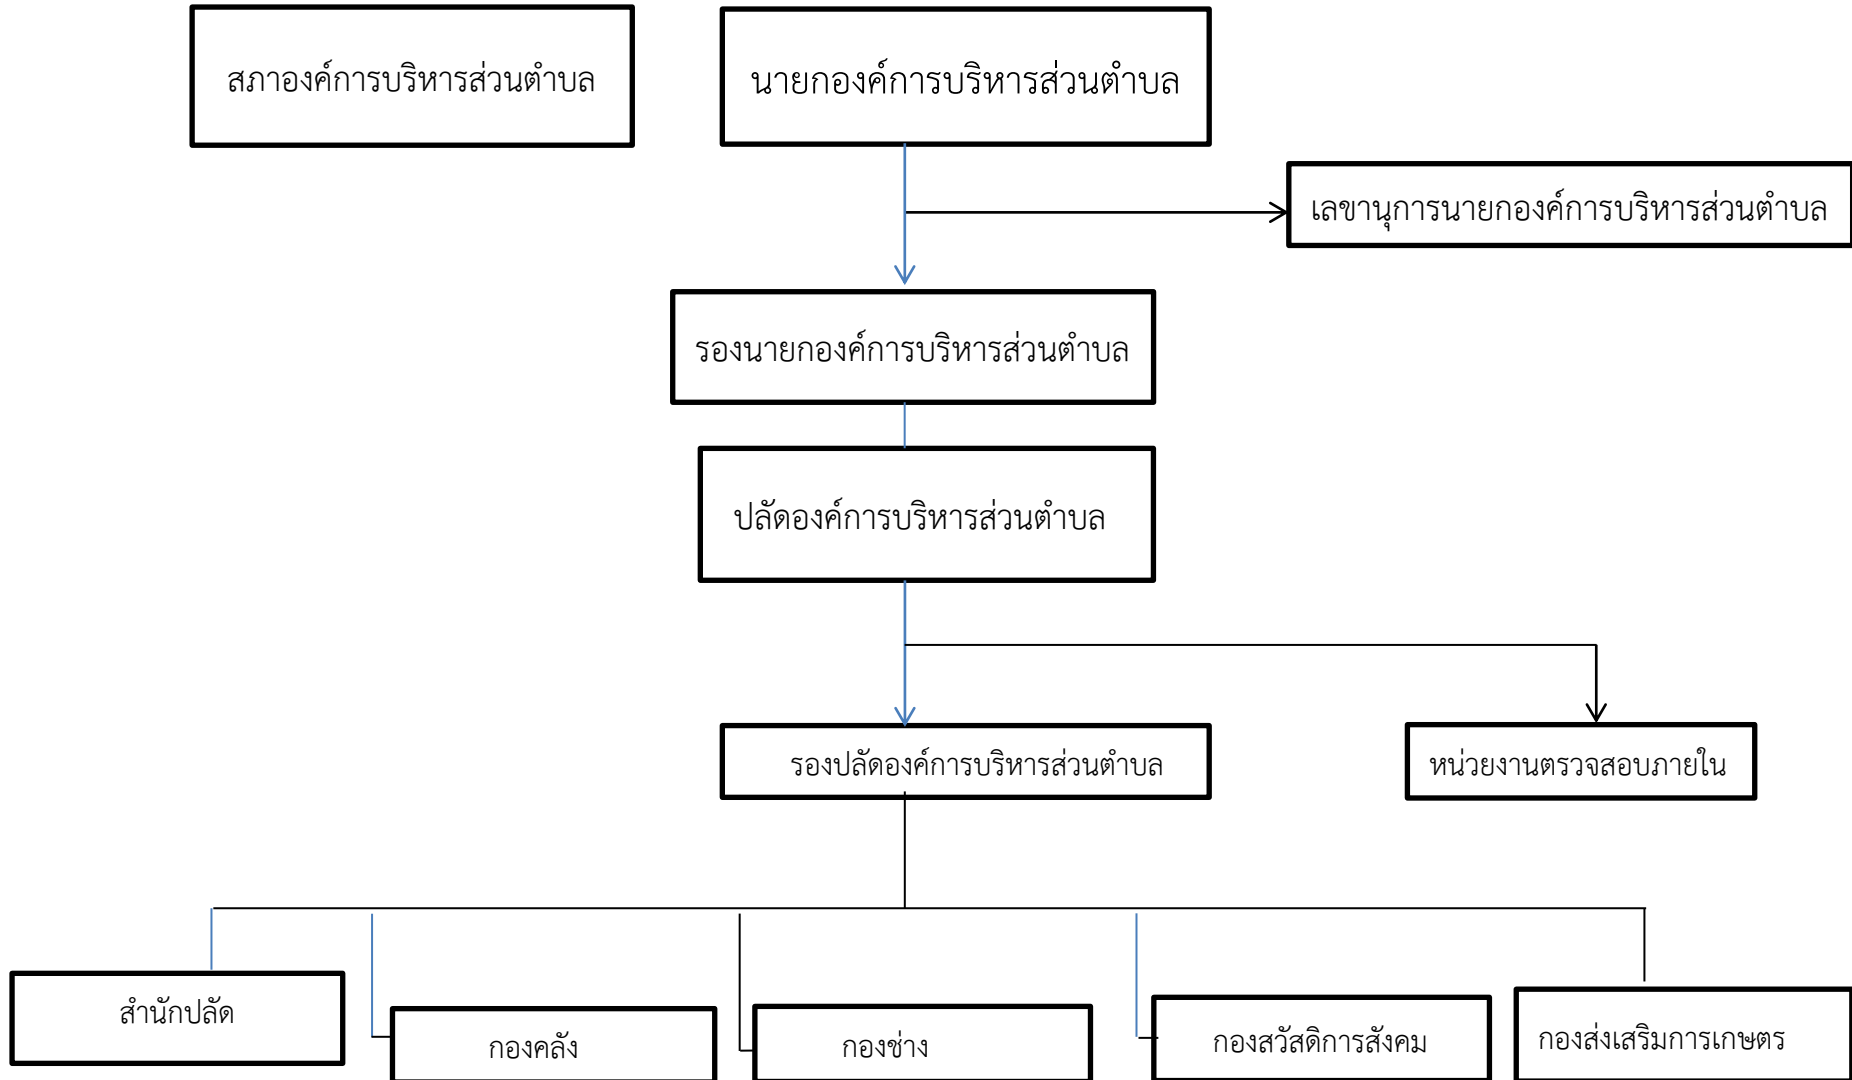 สภาองค์การบริหารส่วนตำบล
นายกองค์การบริหารส่วนตำบล
เลขานุการนายกองค์การบริหารส่วนตำบล
รองนายกองค์การบริหารส่วนตำบล
ปลัดองค์การบริหารส่วนตำบล
รองปลัดองค์การบริหารส่วนตำบล
หน่วยงานตรวจสอบภายใน
สำนักปลัด
กองคลัง
กองช่าง
กองสวัสดิการสังคม
กองส่งเสริมการเกษตร